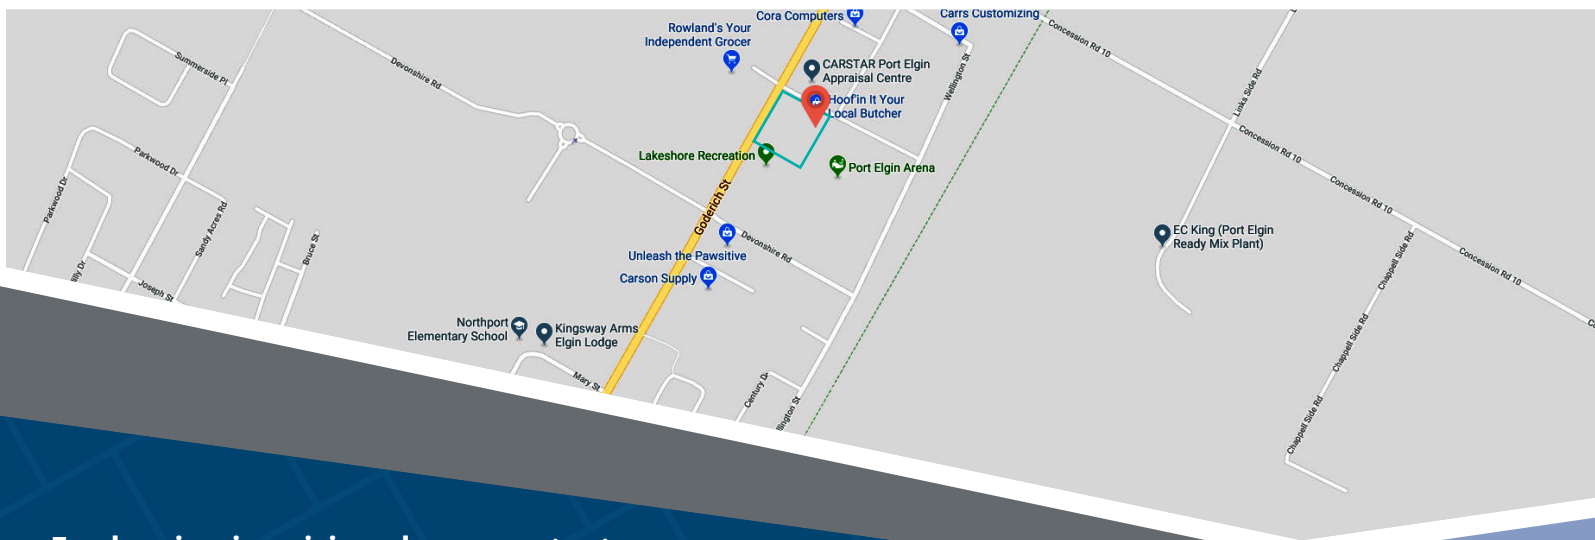 Cora Computers
Carrs Customizing
Rowland's Your
Independent Grocer
Concession Rd 10
Summerside Pl
Devonshire Rd
CARSTAR Port Elgin
Appraisal Centre
Wellington St
Links Side Rd
Hoof'in It Your
Local Butcher
Concession Rd 10
Parkwood Dr
Lakeshore Recreation
Port Elgin Arena
Concession Rd 10
Parkwood Dr
Sandy Acres Rd
Goderich St
Bruce St
Devonshire Rd
EC King (Port Elgin
Ready Mix Plant)
Unleash the Pawsitive
Carson Supply
Chappell Side Rd
Concession Rd 10
Joseph St
Northport
Elementary School
Kingsway Arms
Elgin Lodge
Chappell Side Rd
Mary St
Century Dr
Chappell Side Rd